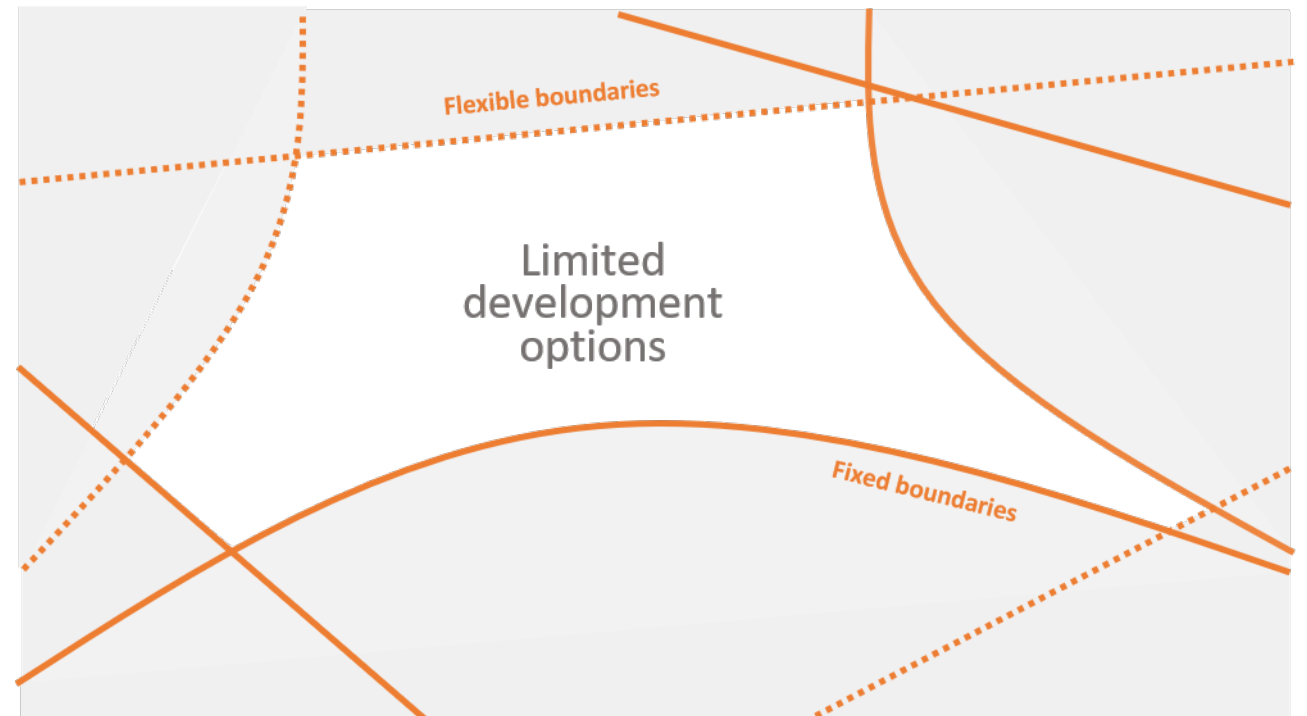 Flexible boundaries
Limited
development
options
Fixed boundaries